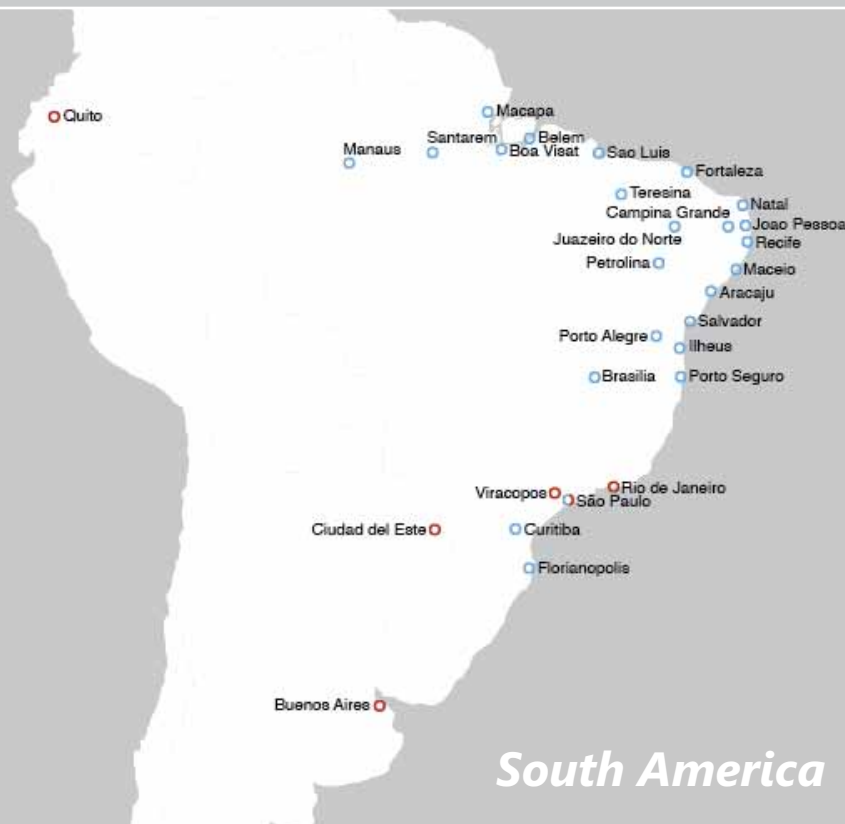 Macapa
Quito
Santarem
Belem
Manaus
Boa Visat
Sao Luis
Fortaleza
Teresina
Natal
Campina Grande
Joao Pessoa
Juazeiro do Norte
Recife
Petrolina
Maceio
Aracaju
Salvador
Porto Alegre
Ilheus
Brasilia
Porto Seguro
Viracopos
Rio de Janeiro
São Paulo
Ciudad del Este
Curitiba
Florianopolis
Buenos Aires
South America